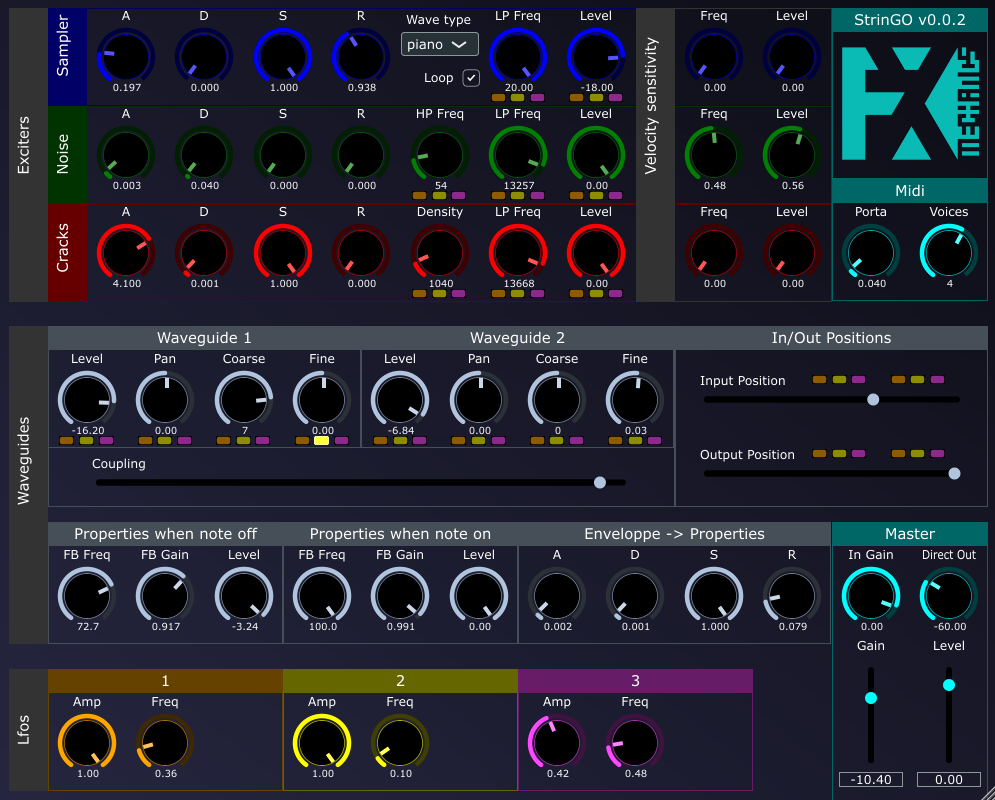 Exciters
Sampler
A D S R Wave type LP Freq Level
piano
Loop
0.197 0.000 1.000 0.938 20.00 -18.00
Noise
A D S R HP Freq LP Freq Level
0.003 0.040 0.000 0.000 54 13257 0.00
Cracks
A D S R Density LP Freq Level
4.100 0.001 1.000 0.000 1040 13668 0.00
Velocity sensitivity
Freq Level
0.00 0.00
Freq Level
0.48 0.56
Freq Level
0.00 0.00
StrinGO v0.0.2
FX
MECHANICS
Midi
Porta Voices
0.040 4
Waveguides
Waveguide 1
Level Pan Coarse Fine
-16.20 0.00 7 0.00
Waveguide 2
Level Pan Coarse Fine
-6.84 0.00 0 0.03
Coupling
In/Out Positions
Input Position
Output Position
Properties when note off
FB Freq FB Gain Level
72.7 0.917 -3.24
Properties when note on
FB Freq FB Gain Level
100.0 0.991 0.00
Enveloppe -> Properties
A D S R
0.002 0.001 1.000 0.079
Master
In Gain Direct Out
0.00 -60.00
Gain Level
-10.40 0.00
Lfos
1
Amp Freq
1.00 0.36
2
Amp Freq
1.00 0.10
3
Amp Freq
0.42 0.48